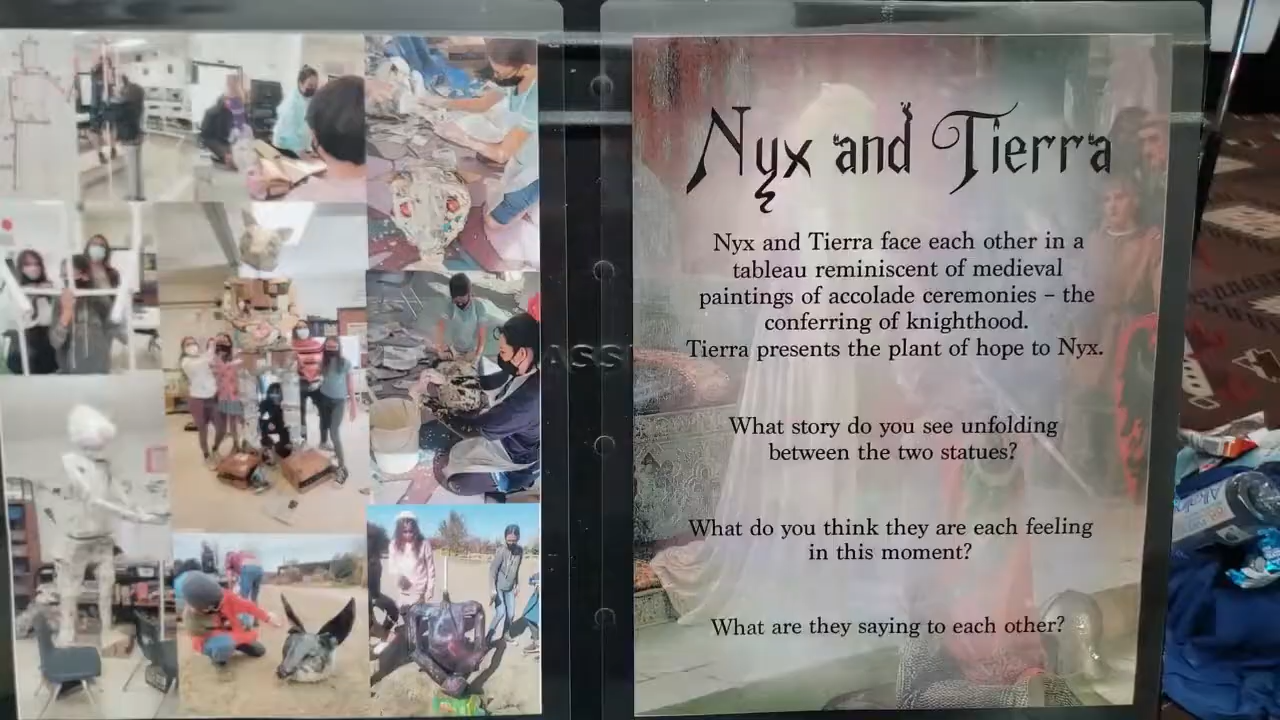 Nyx and Tierra
Nyx and Tierra face each other in a
tableau reminiscent of medieval
paintings of accolade ceremonies – the
conferring of knighthood.
Tierra presents the plant of hope to Nyx.
What story do you see unfolding
between the two statues?
What do you think they are each feeling
in this moment?
What are they saying to each other?